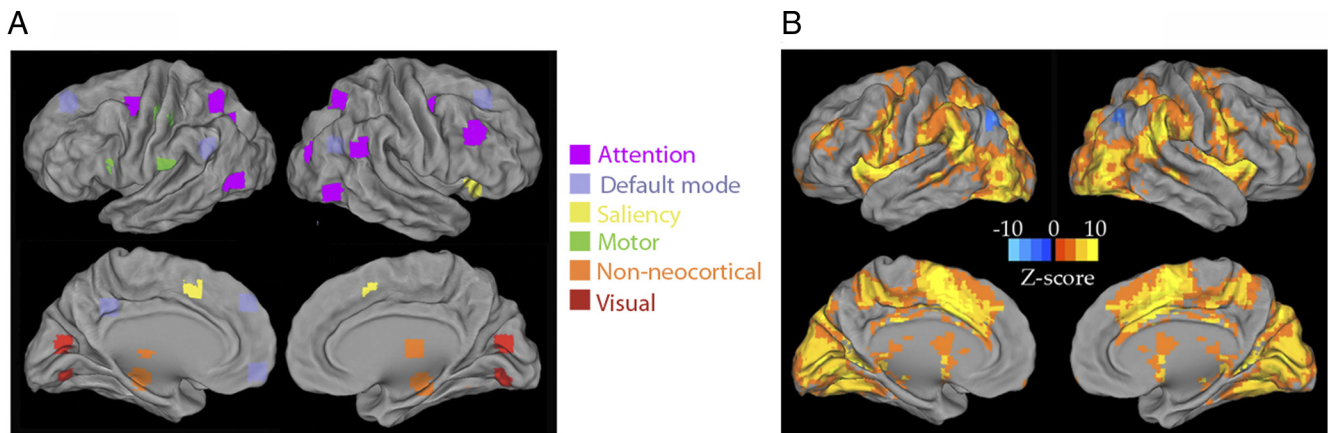 A
B
Attention
Default mode
Saliency
Motor
Non-neocortical
Visual
-10 0 10
Z-score